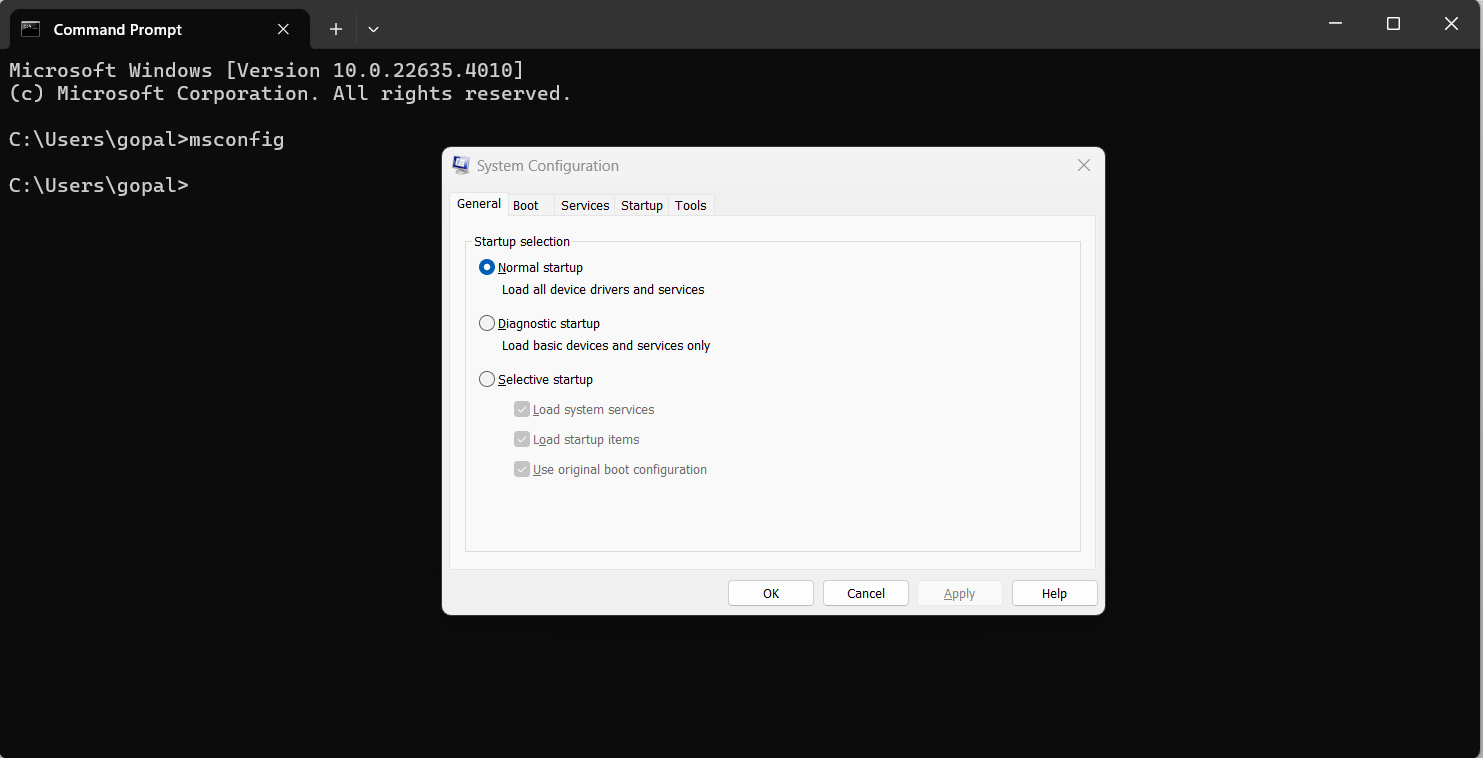 Command Prompt
Microsoft Windows [Version 10.0.22635.4010]
(c) Microsoft Corporation. All rights reserved.
C:\Users\gopal>msconfig
C:\Users\gopal>
System Configuration
General Boot Services Startup Tools
Startup selection
Normal startup
Load all device drivers and services
Diagnostic startup
Load basic devices and services only
Selective startup
Load system services
Load startup items
Use original boot configuration
OK Cancel Apply Help